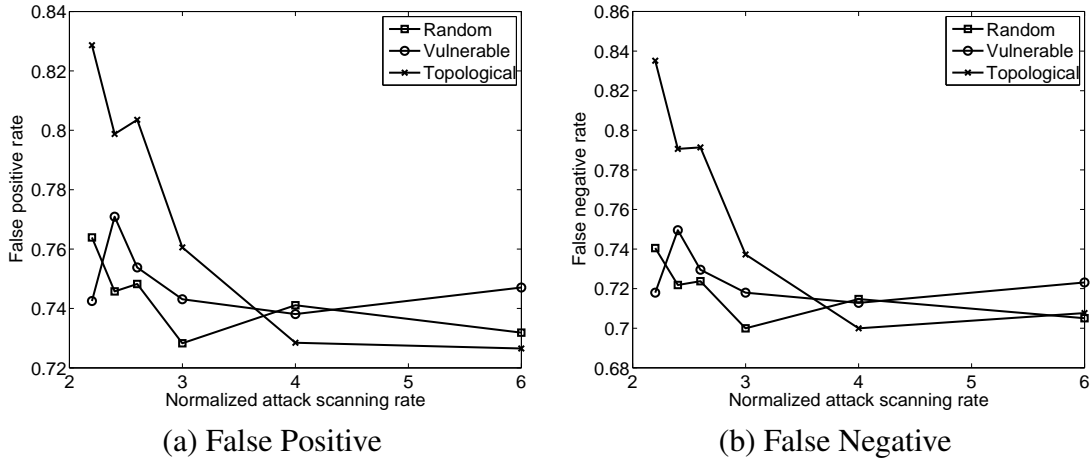 0.84
0.82
0.8
0.78
0.76
0.74
0.72
2 3 4 5 6
False positive rate
Normalized attack scanning rate
Random
Vulnerable
Topological
(a) False Positive
0.86
0.84
0.82
0.8
0.78
0.76
0.74
0.72
0.7
0.68
2 3 4 5 6
False negative rate
Normalized attack scanning rate
Random
Vulnerable
Topological
(b) False Negative